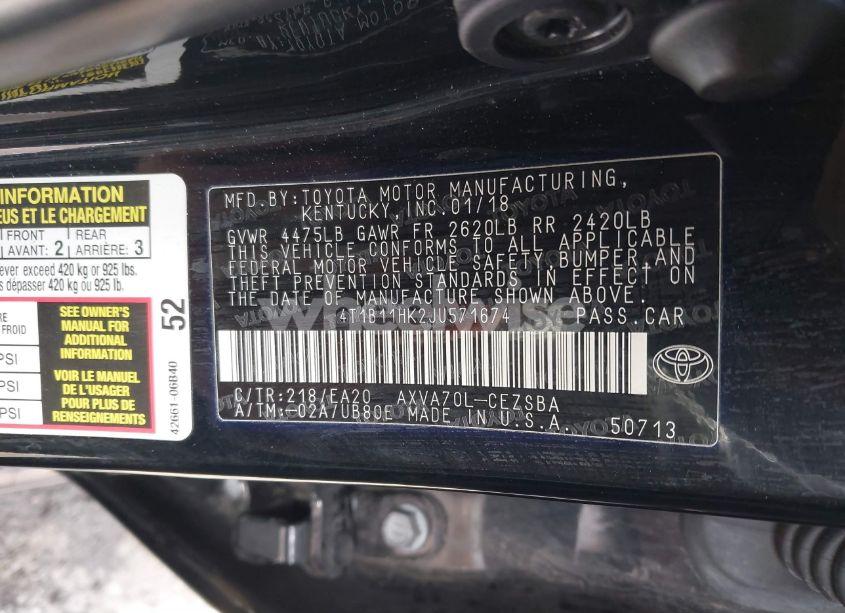 INFORMATION
EUS ET LE CHARGEMENT
FRONT REAR
AVANT: 2 ARRIÈRE: 3
ever exceed 420 kg or 925 lbs.
s dépasser 420 kg ou 925 lb.
SEE OWNER'S
MANUAL FOR
ADDITIONAL
INFORMATION
VOIR LE MANUEL
DE L'USAGER
POUR PLUS DE
RENSEIGNEMENTS
FROID
PSI
PSI
52
42661-06B40
MFD.BY:TOYOTA MOTOR MANUFACTURING,
KENTUCKY,INC.01/18
GVWR 4475LB GAWR FR 2620LB RR 2420LB
THIS VEHICLE CONFORMS TO ALL APPLICABLE
FEDERAL MOTOR VEHICLE SAFETY,BUMPER,AND
THEFT PREVENTION STANDARDS IN EFFECT ON
THE DATE OF MANUFACTURE SHOWN ABOVE.
4T1B11HK2JU571674 PASS.CAR
C/TR:218/EA20 AXVA70L-CEZSBA
A/TM:-02A/UB80E MADE IN U.S.A. 50713